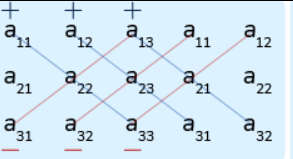 + + +
a₁₁ a₁₂ a₁₃ a₁₁ a₁₂
a₂₁ a₂₂ a₂₃ a₂₁ a₂₂
a₃₁ a₃₂ a₃₃ a₃₁ a₃₂
− − −